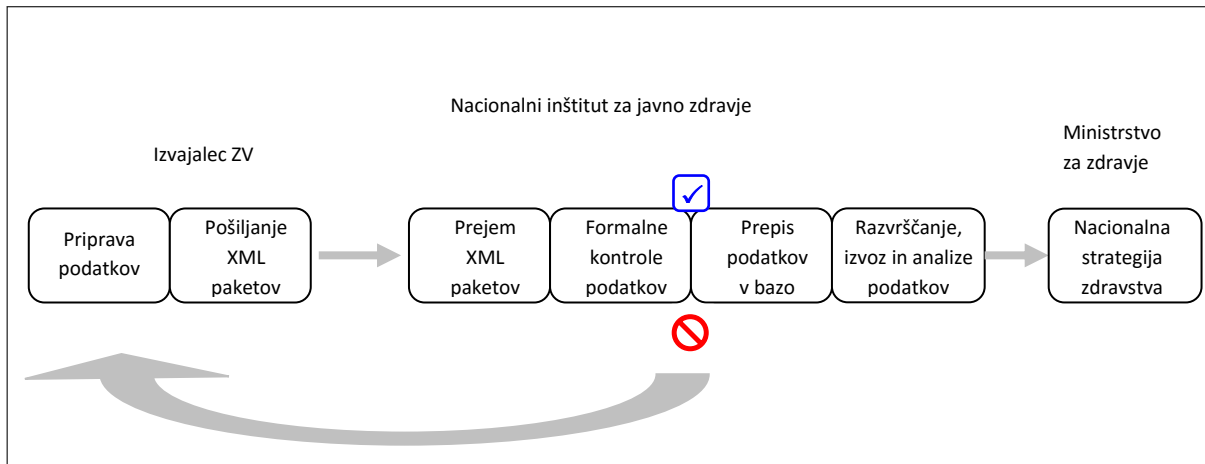 Nacionalni inštitut za javno zdravje
Ministrstvo
za zdravje
Izvajalec ZV
Priprava
podatkov
Pošiljanje
XML
paketov
Prejem
XML
paketov
Formalne
kontrole
podatkov
Prepis
podatkov
v bazo
Razvrščanje,
izvoz in analize
podatkov
Nacionalna
strategija
zdravstva